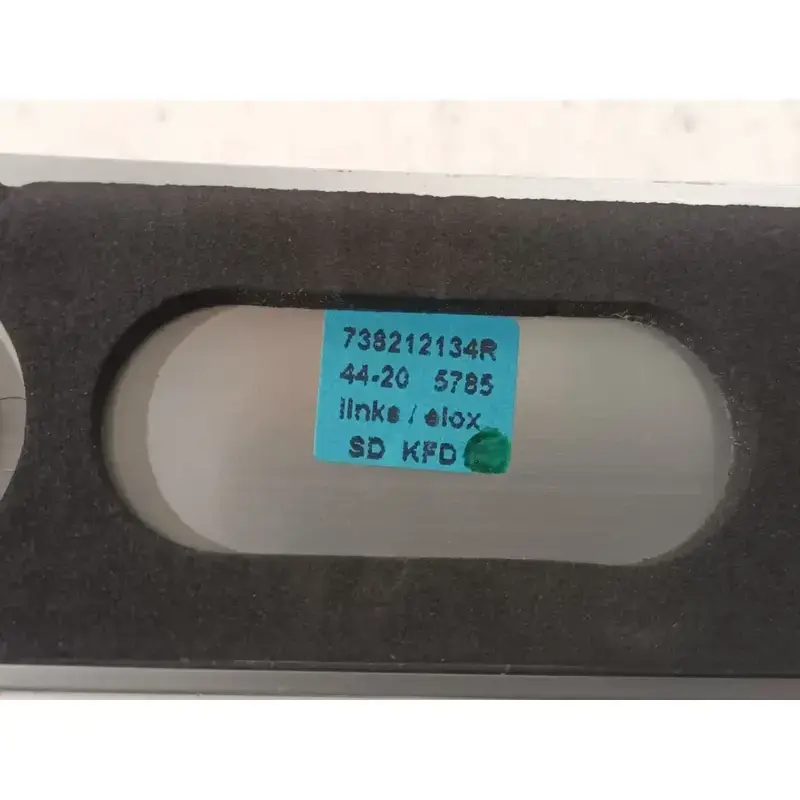 738212134R
44-20 5785
links / elox
SD KFD